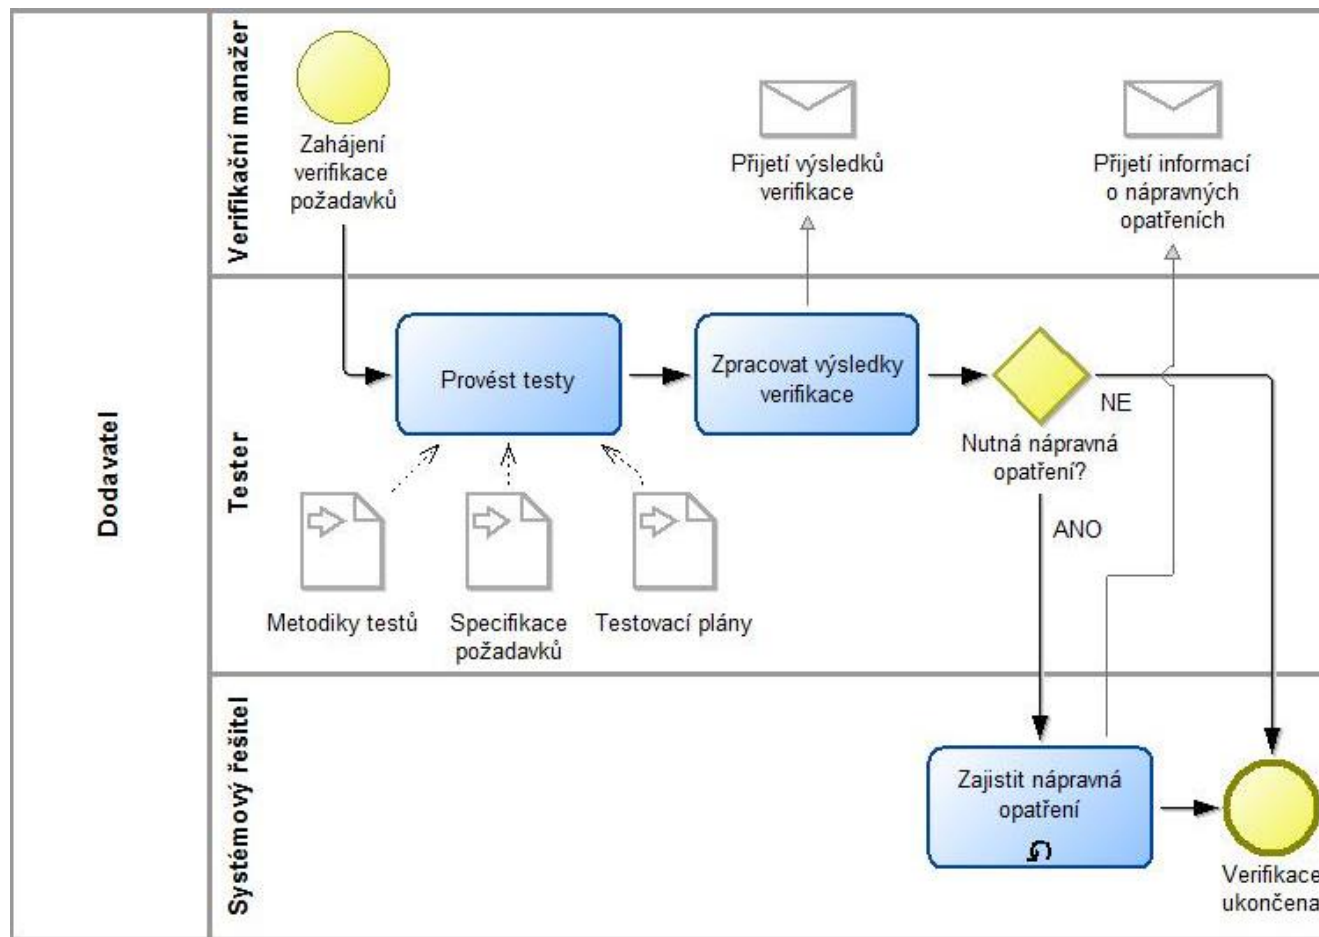 Dodavatel
Verifikační manažer
Zahájení
verifikace
požadavků
Přijetí výsledků
verifikace
Přijetí informací
o nápravných
opatřeních
Tester
Provést testy
Zpracovat výsledky
verifikace
NE
Nutná nápravná
opatření?
ANO
Metodiky testů
Specifikace
požadavků
Testovací plány
Systémový řešitel
Zajistit nápravná
opatření
Verifikace
ukončena